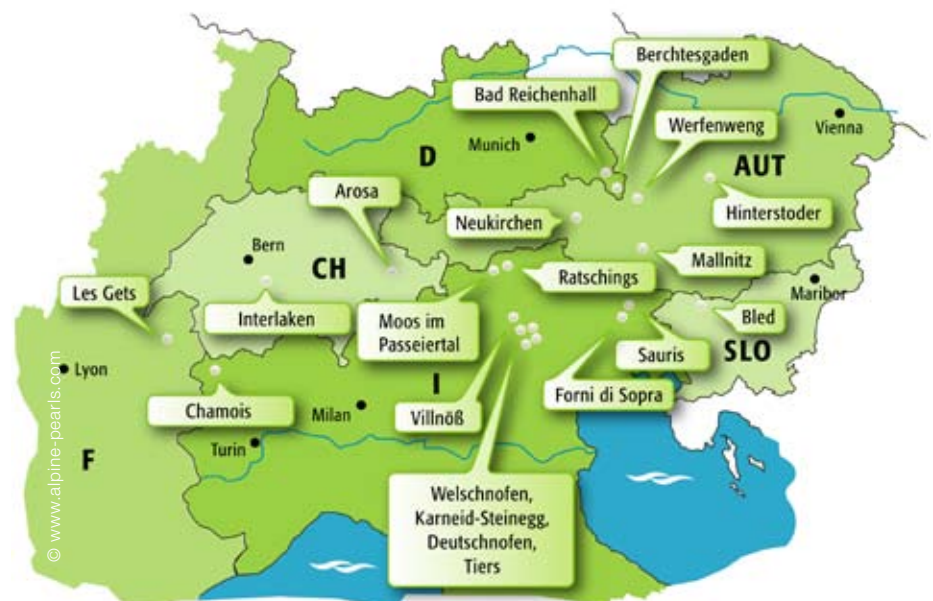 Berchtesgaden
Bad Reichenhall
Werfenweng
Vienna
Munich
D
AUT
Arosa
Neukirchen
Hinterstoder
Bern
CH
Mallnitz
Ratschings
Les Gets
Maribor
Interlaken
Moos im
Passeiertal
Bled
Sauris
SLO
Lyon
I
Forni di Sopra
Chamois
Milan
Villnöß
Turin
F
Welschnofen,
Karneid-Steinegg,
Deutschnofen,
Tiers
© www.alpine-pearls.com